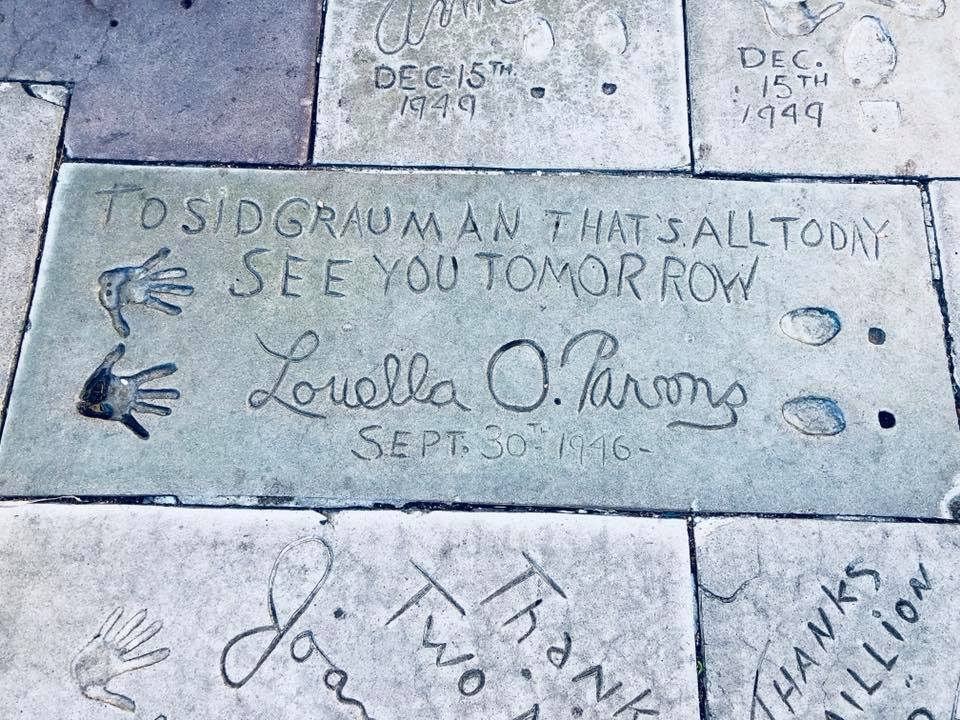 DEC-15TH
1949
DEC.
15TH
1949
TO SID GRAUMAN THAT'S ALL TODAY
SEE YOU TOMORROW
Louella O. Parsons
SEPT. 30TH 1946-
Two
Thank
THANKS
MILLION